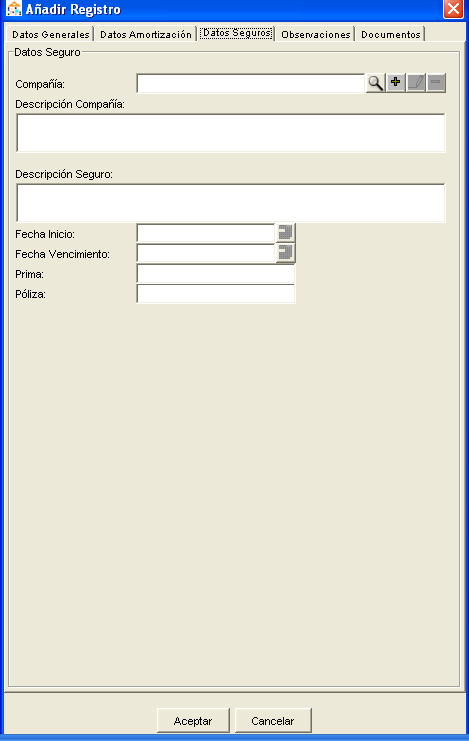 Añadir Registro
Datos Generales Datos Amortización Datos Seguros Observaciones Documentos
Datos Seguro
Compañía:
Descripción Compañía:
Descripción Seguro:
Fecha Inicio:
Fecha Vencimiento:
Prima:
Póliza:
Aceptar Cancelar